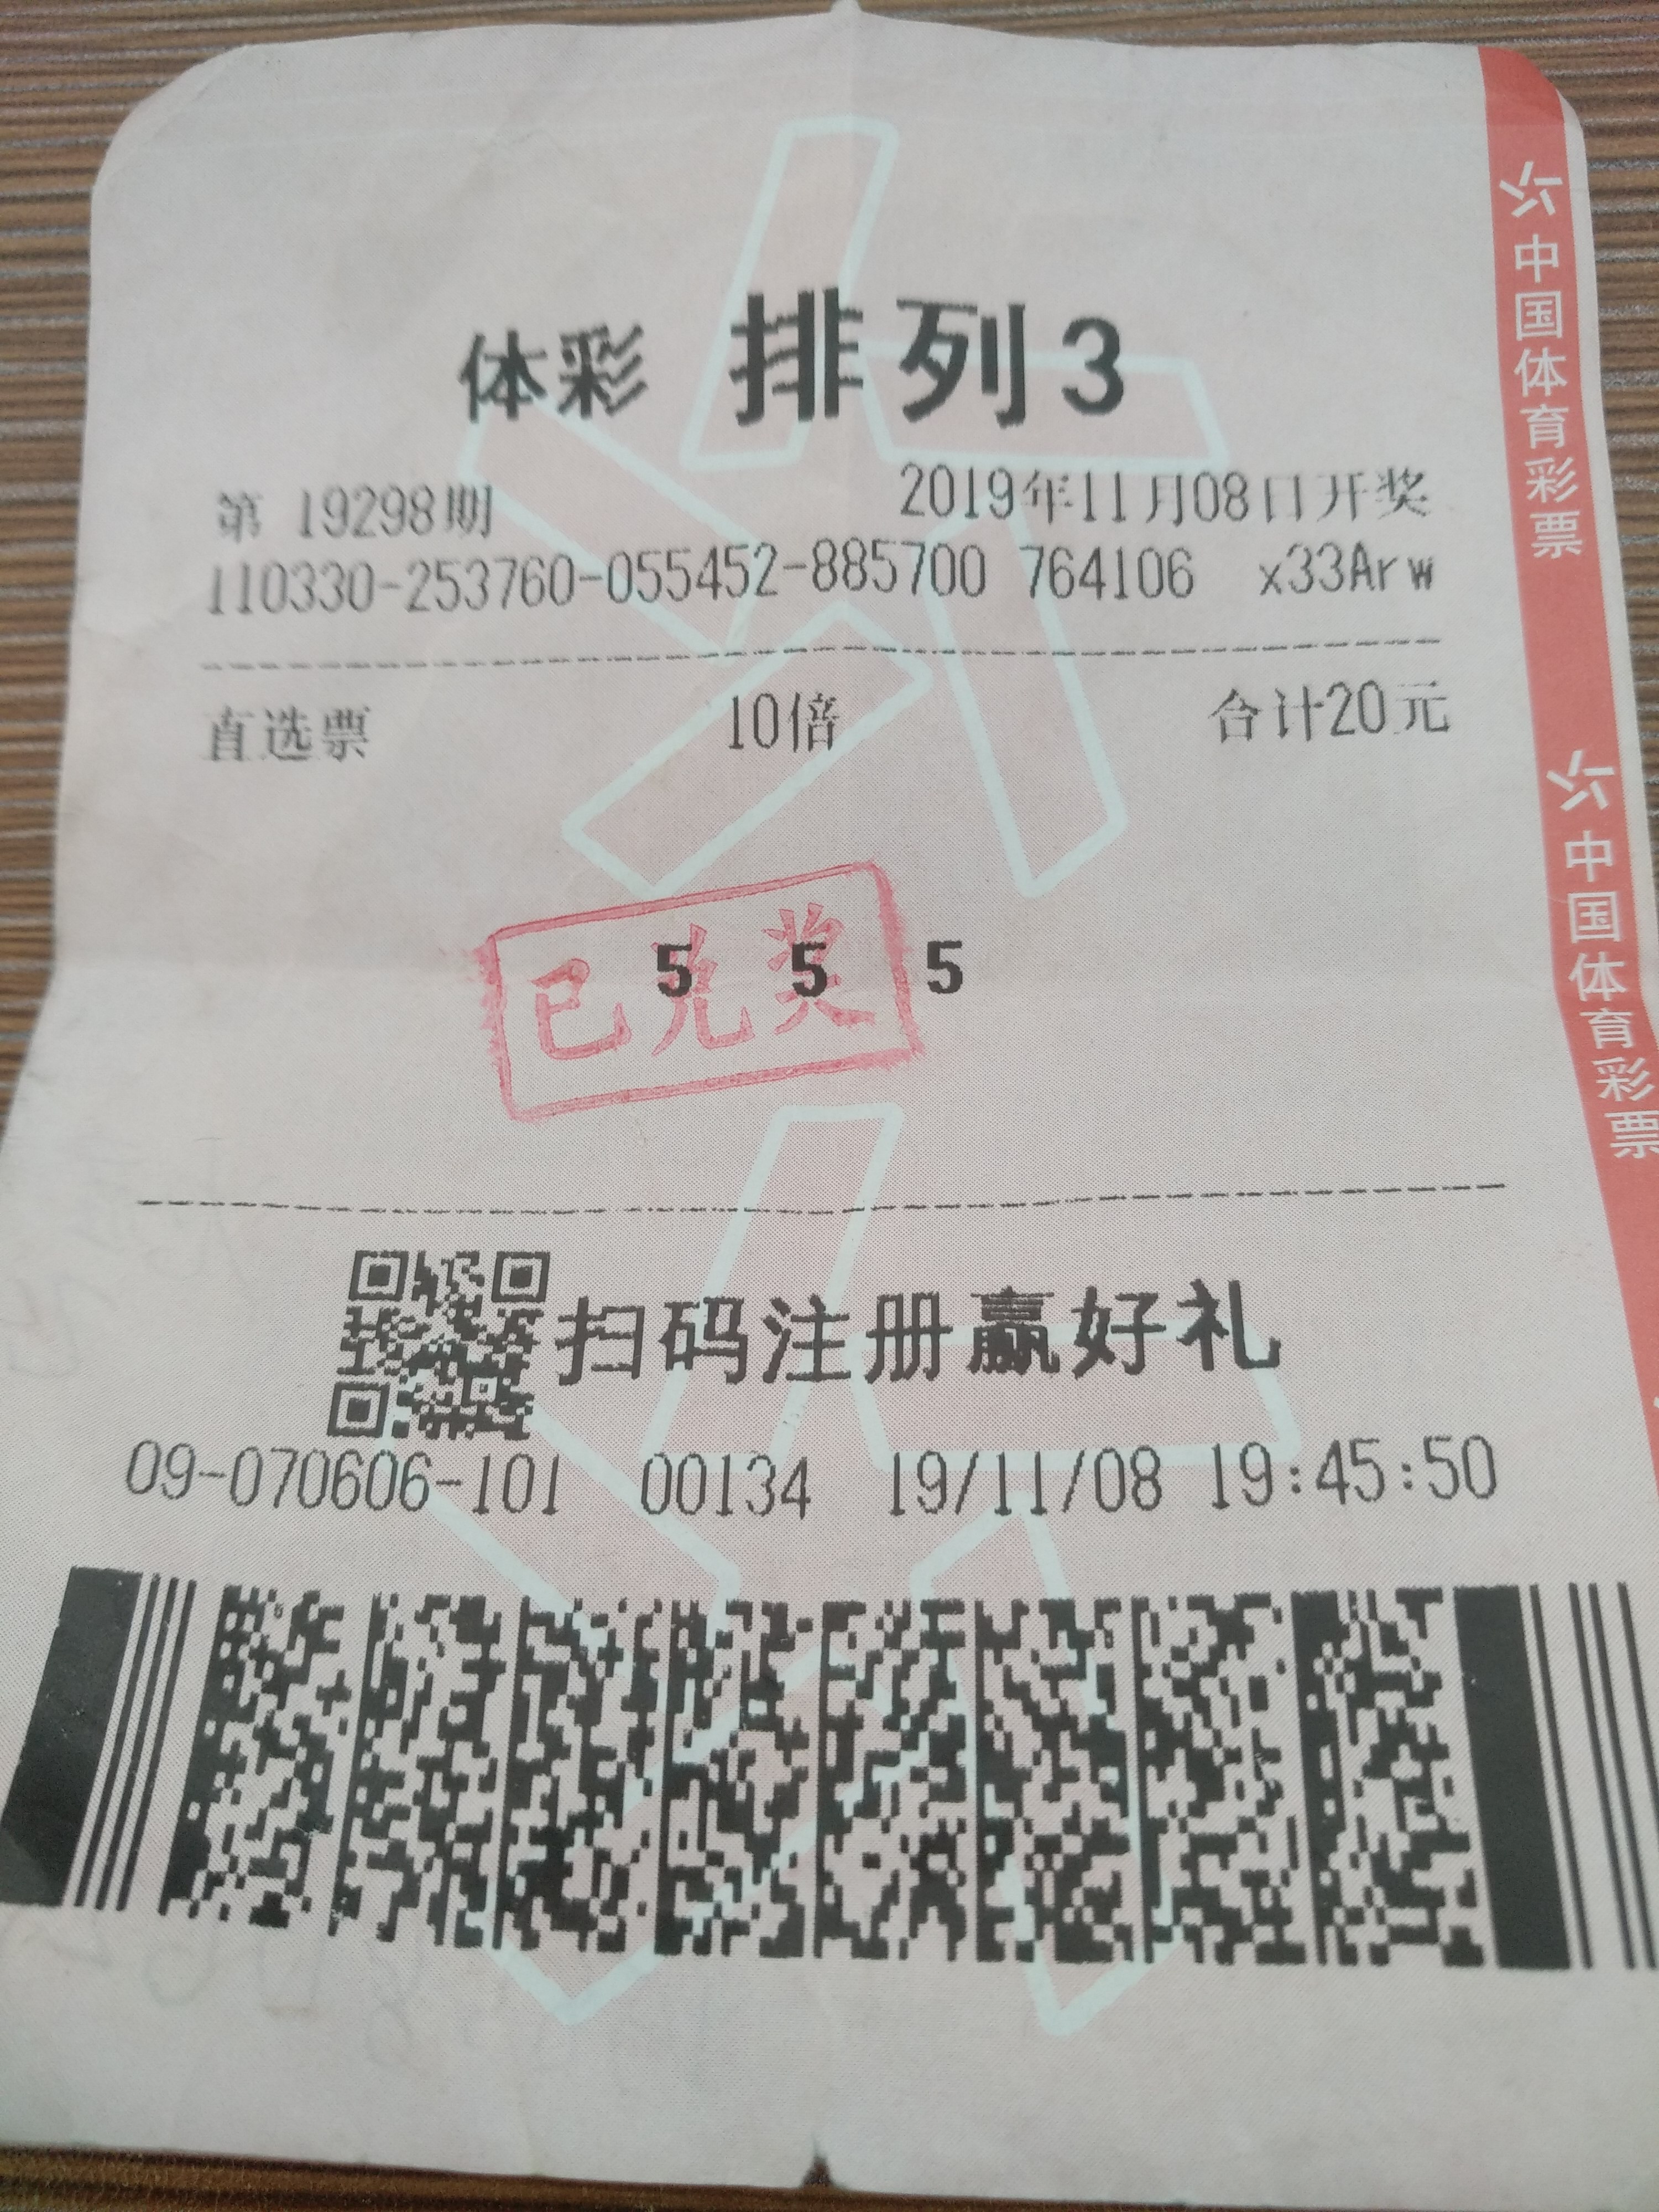 体彩 排列3
第 19298期 2019年11月08日开奖
110330-253760-055452-885700 764106 x33Arw
直选票 10倍 合计20元
5 5 5
已兑奖
扫码注册赢好礼
09-070606-101 00134 19/11/08 19:45:50
中国体育彩票
中国体育彩票